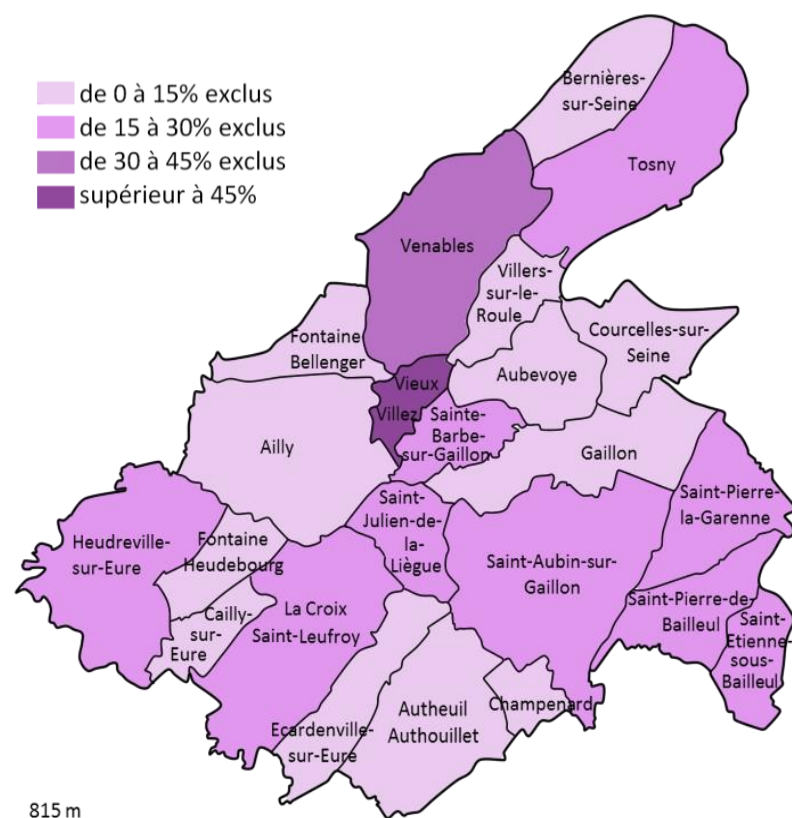 de 0 à 15% exclus
de 15 à 30% exclus
de 30 à 45% exclus
supérieur à 45%
Bernières-
sur-Seine
Tosny
Venables
Villers-
sur-le-
Roule
Courcelles-sur-
Seine
Fontaine
Bellenger
Vieux
Villez
Aubevoye
Sainte-
Barbe-
sur-Gaillon
Ailly
Gaillon
Saint-
Julien-de-
la-
Liègue
Saint-Pierre-
la-Garenne
Heudreville-
sur-Eure
Fontaine
Heudebourg
Saint-Aubin-sur-
Gaillon
Cailly-
sur-
Eure
La Croix
Saint-Leufroy
Saint-Pierre-de-
Bailleul
Saint-
Etienne-
sous-
Bailleul
Champenard
Autheuil
Authouillet
Ecardenville-
sur-Eure
815 m